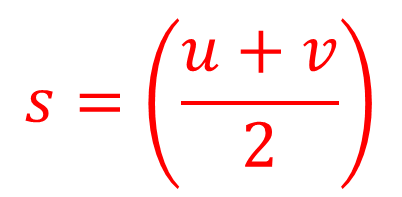 s = (u + v / 2)